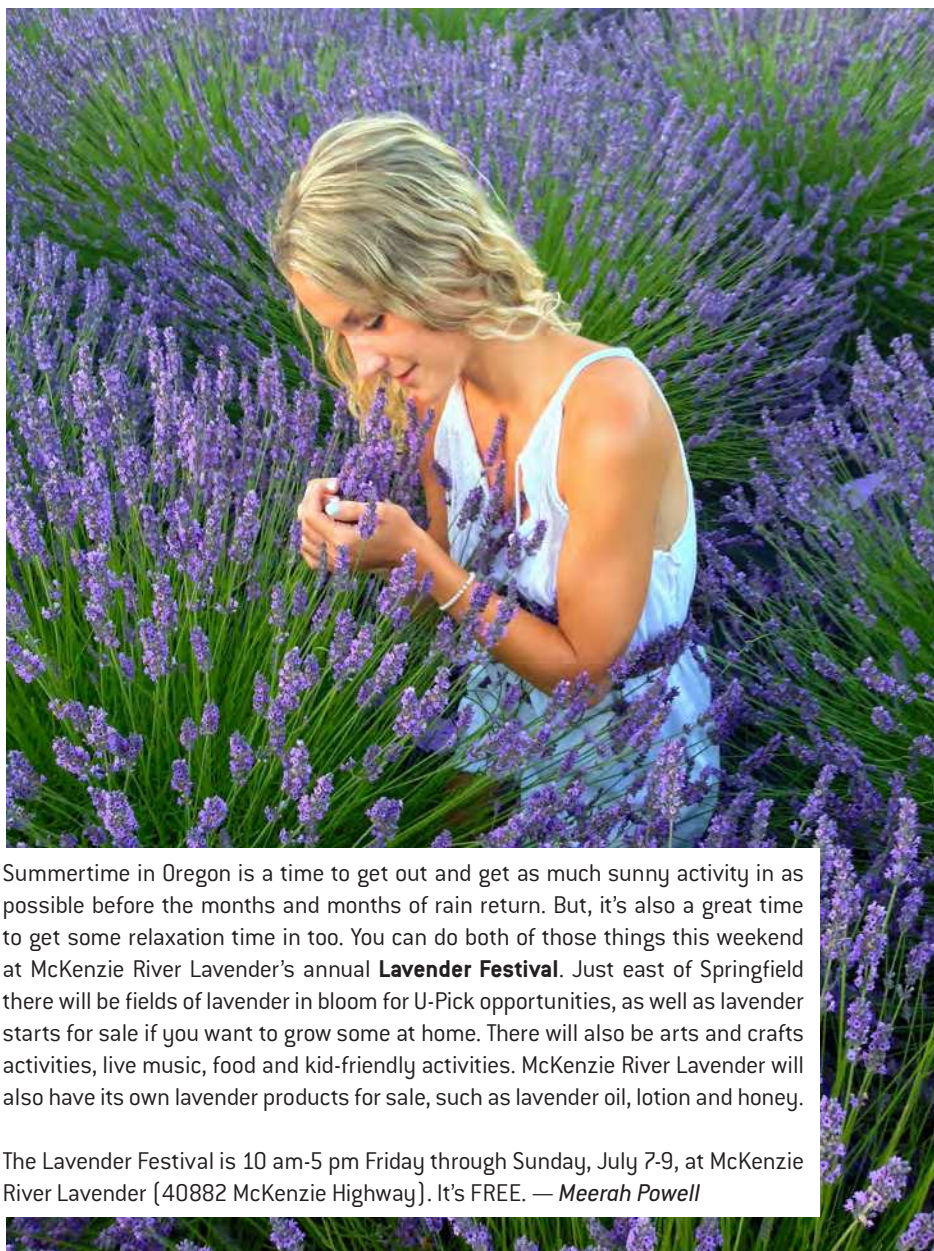 Summertime in Oregon is a time to get out and get as much sunny activity in as
possible before the months and months of rain return. But, it's also a great time
to get some relaxation time in too. You can do both of those things this weekend
at McKenzie River Lavender's annual Lavender Festival. Just east of Springfield
there will be fields of lavender in bloom for U-Pick opportunities, as well as lavender
starts for sale if you want to grow some at home. There will also be arts and crafts
activities, live music, food and kid-friendly activities. McKenzie River Lavender will
also have its own lavender products for sale, such as lavender oil, lotion and honey.
The Lavender Festival is 10 am-5 pm Friday through Sunday, July 7-9, at McKenzie
River Lavender (40882 McKenzie Highway). It's FREE. — Meerah Powell